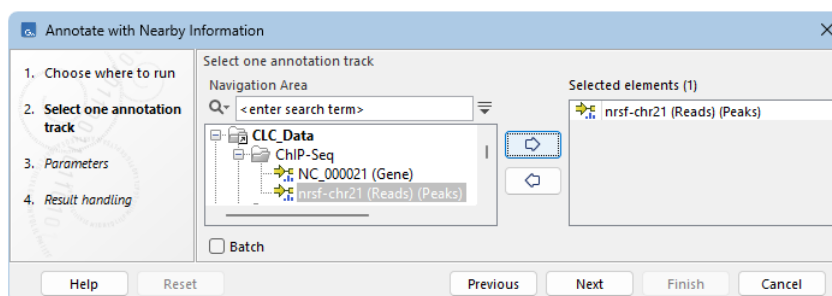 Annotate with Nearby Information
1. Choose where to run
2. Select one annotation
track
3. Parameters
4. Result handling
Select one annotation track
Navigation Area
<enter search term>
CLC_Data
ChIP-Seq
NC_000021 (Gene)
nrsf-chr21 (Reads) (Peaks)
Batch
Selected elements (1)
nrsf-chr21 (Reads) (Peaks)
Help
Reset
Previous
Next
Finish
Cancel